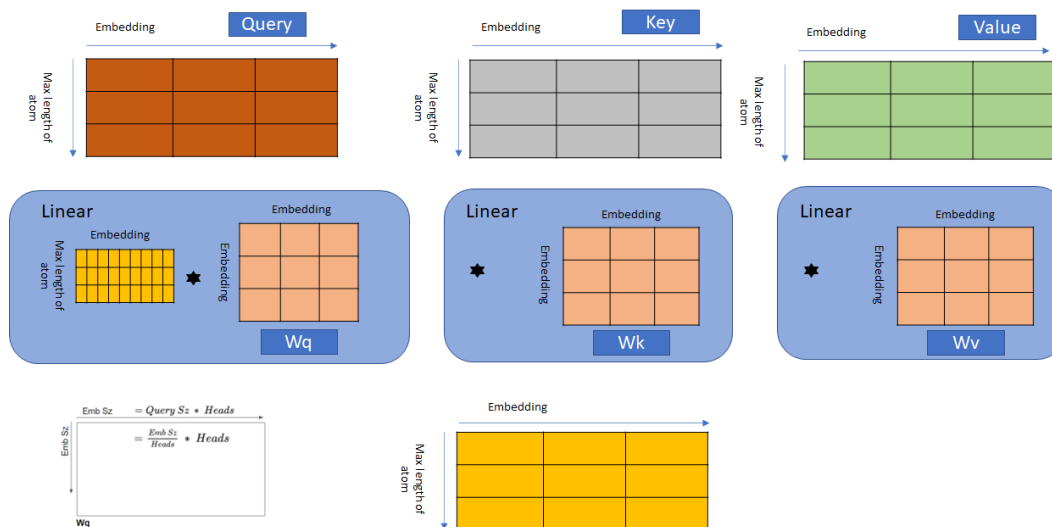 Embedding
Query
Max length of
atom
Embedding
Key
Max length of
atom
Embedding
Value
Max length of
atom
Linear
Embedding
Max length of
atom
Embedding
Embedding
Wq
Linear
Embedding
Embedding
Wk
Linear
Embedding
Embedding
Wv
Emb Sz = Query Sz * Heads
= Emb Sz / Heads * Heads
Emb Sz
Wq
Embedding
Max length of
atom